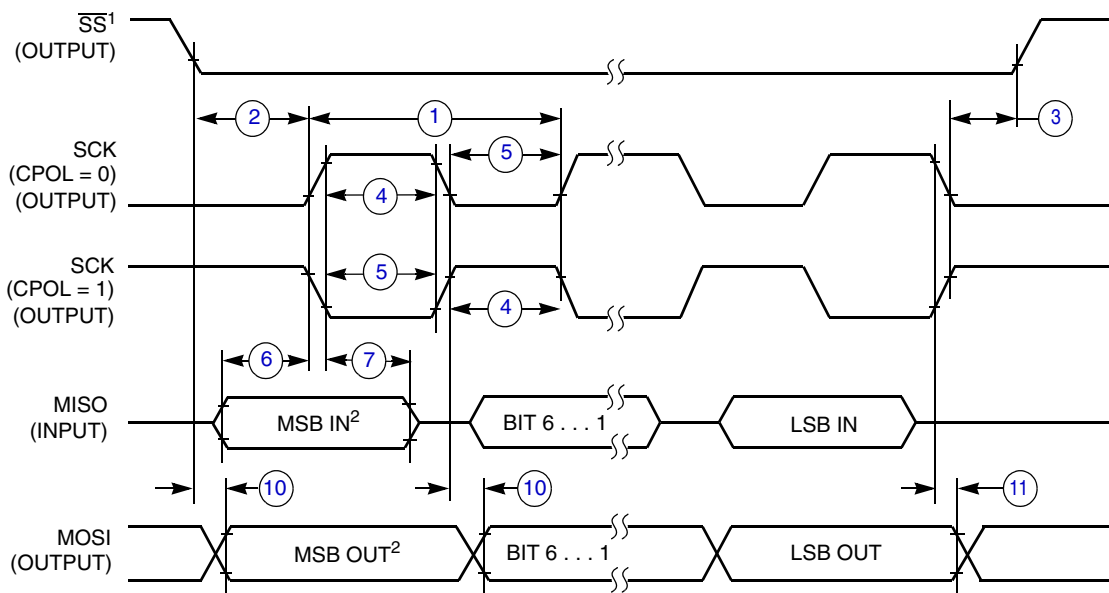 SS¹
(OUTPUT)
2
1
3
SCK
(CPOL = 0)
(OUTPUT)
5
4
SCK
(CPOL = 1)
(OUTPUT)
5
4
6
7
MISO
(INPUT)
MSB IN²
BIT 6 . . . 1
LSB IN
10
10
11
MOSI
(OUTPUT)
MSB OUT²
BIT 6 . . . 1
LSB OUT